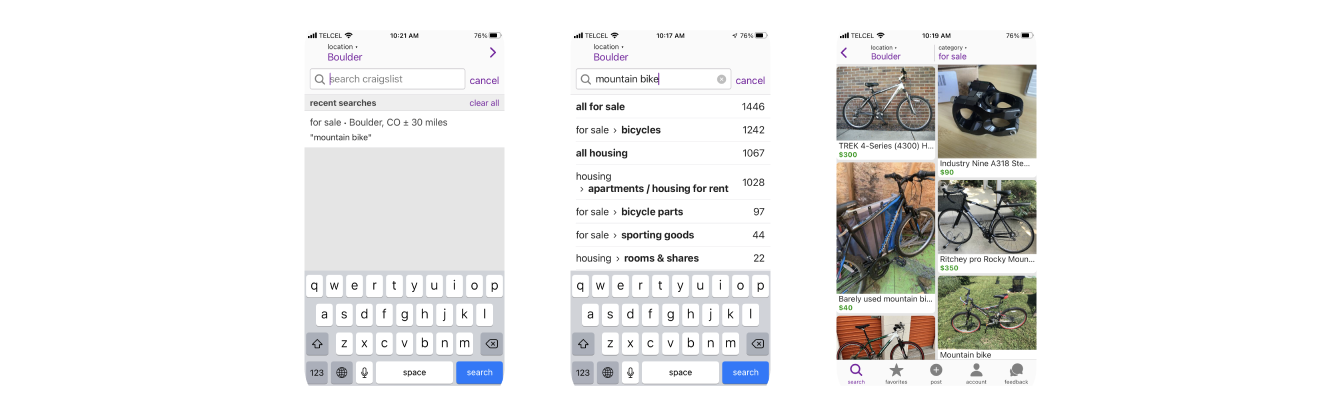 TELCEL
10:21 AM
76%
location •
Boulder
search craigslist
cancel
recent searches
clear all
for sale • Boulder, CO ± 30 miles
"mountain bike"
q w e r t y u i o p
a s d f g h j k l
z x c v b n m
123
space
search
TELCEL
10:17 AM
76%
location •
Boulder
mountain bike
cancel
all for sale 1446
for sale › bicycles 1242
all housing 1067
housing
› apartments / housing for rent 1028
for sale › bicycle parts 97
for sale › sporting goods 44
housing › rooms & shares 22
q w e r t y u i o p
a s d f g h j k l
z x c v b n m
123
space
search
TELCEL
10:19 AM
76%
location •
Boulder
category •
for sale
TREK 4-Series (4300) H...
$300
Industry Nine A318 Ste...
$90
Barely used mountain bi...
$40
Ritchey pro Rocky Moun...
$350
Mountain bike
search
favorites
post
account
feedback